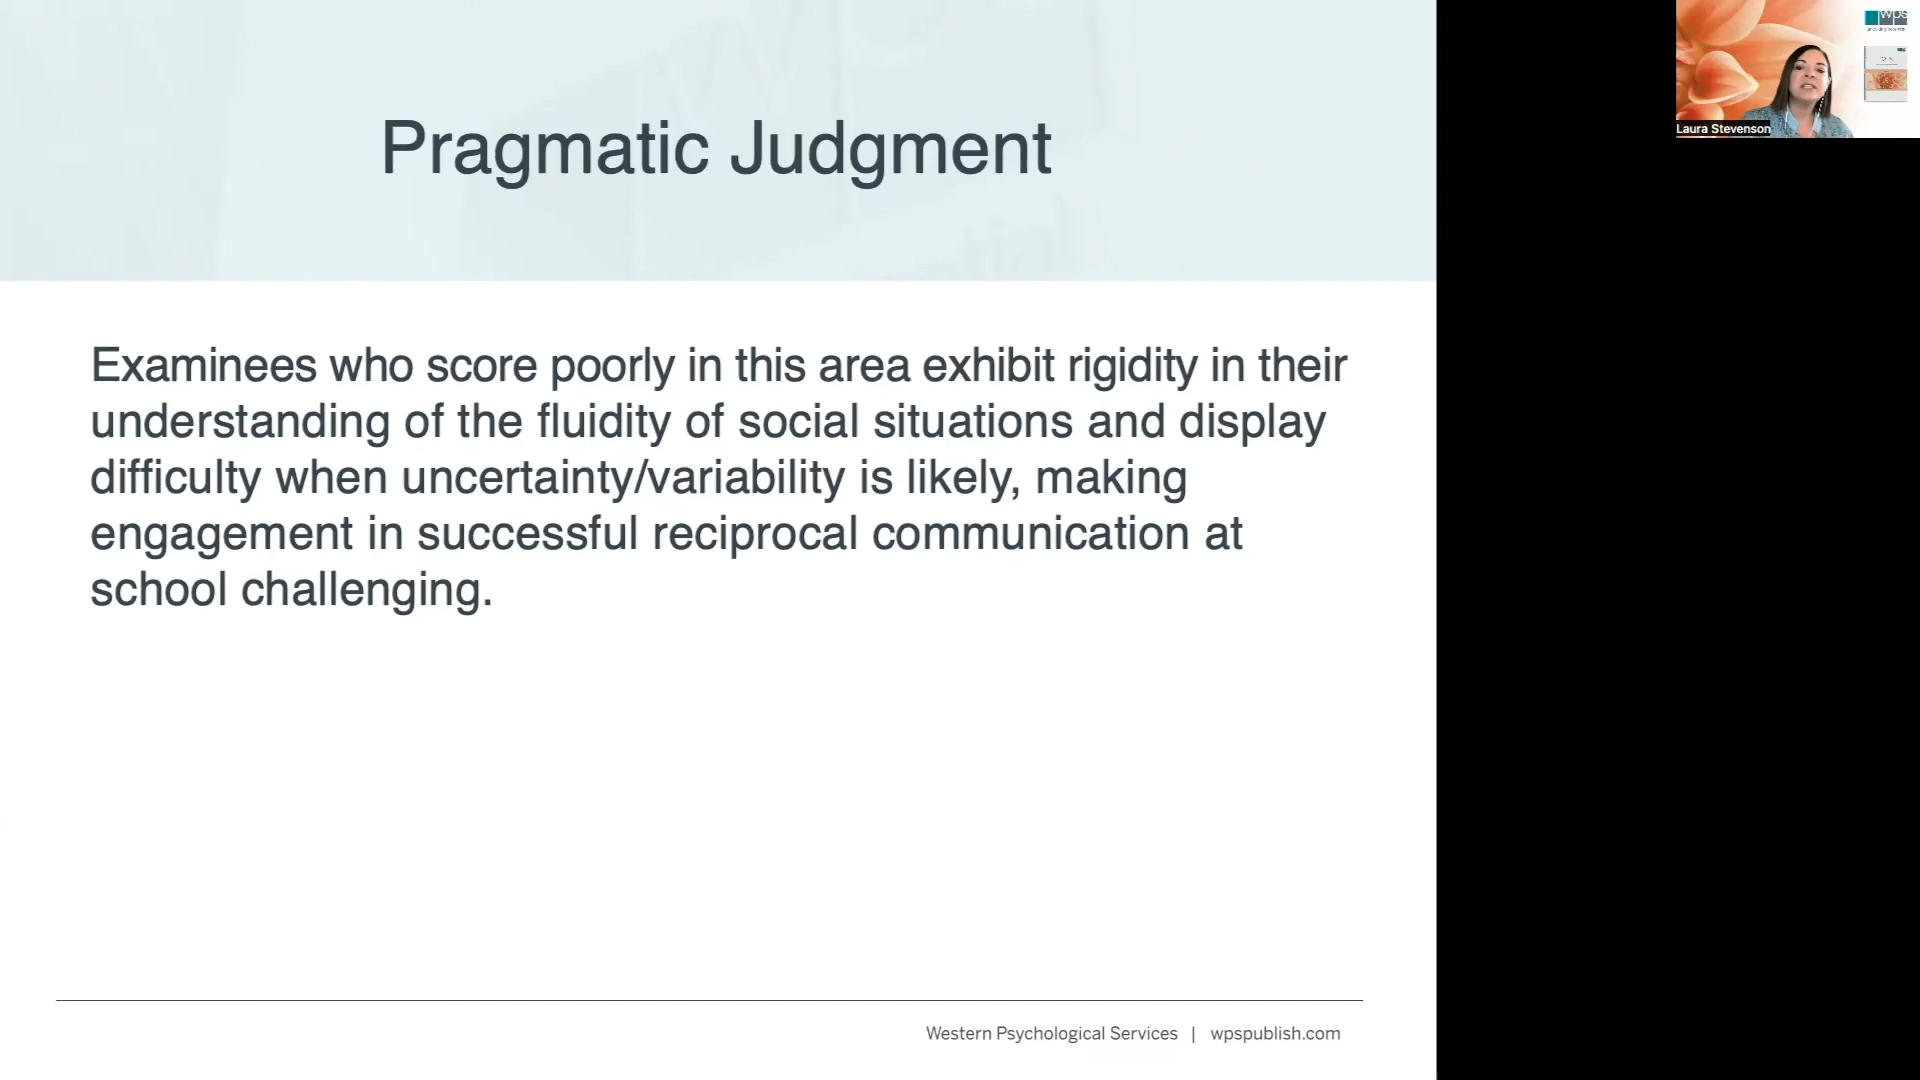 Pragmatic Judgment
Examinees who score poorly in this area exhibit rigidity in their
understanding of the fluidity of social situations and display
difficulty when uncertainty/variability is likely, making
engagement in successful reciprocal communication at
school challenging.
Western Psychological Services | wpspublish.com
wps
Laura Stevenson